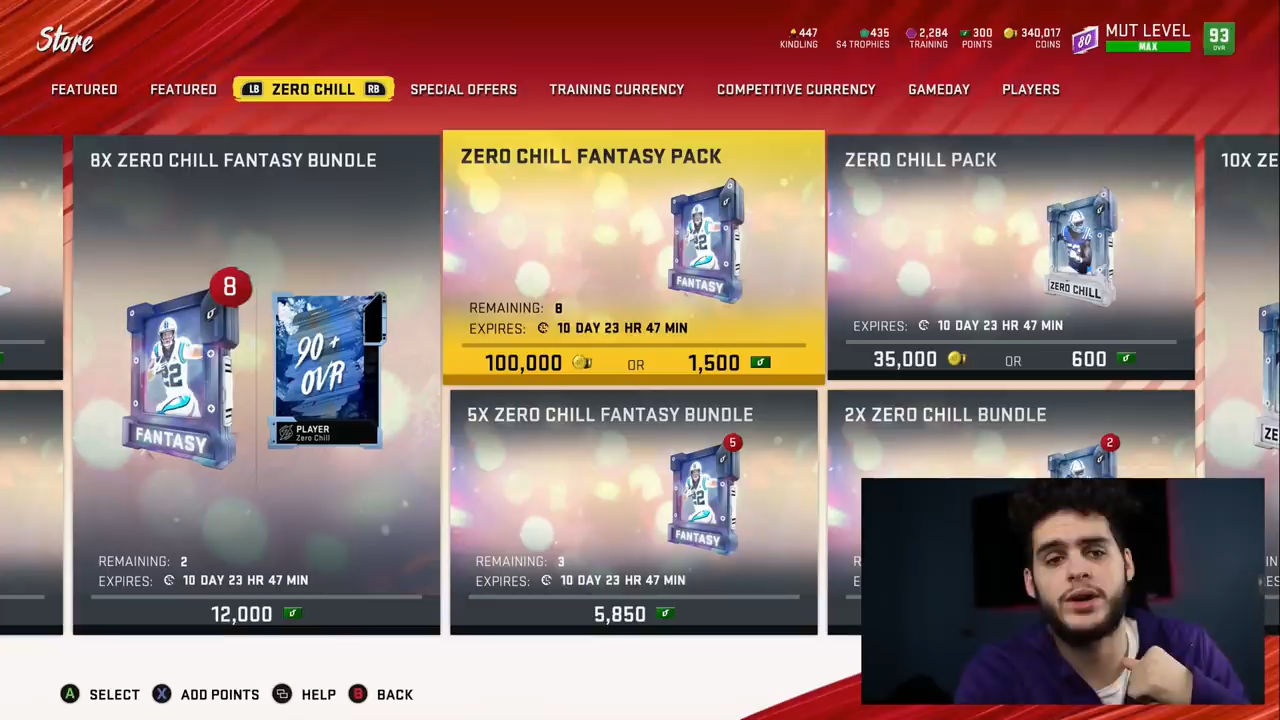 Store
447
KINDLING
435
S4 TROPHIES
2,284
TRAINING
300
POINTS
340,017
COINS
80
MUT LEVEL
MAX
93
OVR
FEATURED
FEATURED
LB ZERO CHILL RB
SPECIAL OFFERS
TRAINING CURRENCY
COMPETITIVE CURRENCY
GAMEDAY
PLAYERS
8X ZERO CHILL FANTASY BUNDLE
8
22
FANTASY
90+
OVR
PLAYER
Zero Chill
REMAINING: 2
EXPIRES: 10 DAY 23 HR 47 MIN
12,000
ZERO CHILL FANTASY PACK
22
FANTASY
REMAINING: 8
EXPIRES: 10 DAY 23 HR 47 MIN
100,000 OR 1,500
5X ZERO CHILL FANTASY BUNDLE
5
22
FANTASY
REMAINING: 3
EXPIRES: 10 DAY 23 HR 47 MIN
5,850
ZERO CHILL PACK
ZERO CHILL
EXPIRES: 10 DAY 23 HR 47 MIN
35,000 OR 600
2X ZERO CHILL BUNDLE
2
10X ZE
ZE
A SELECT
X ADD POINTS
HELP
B BACK